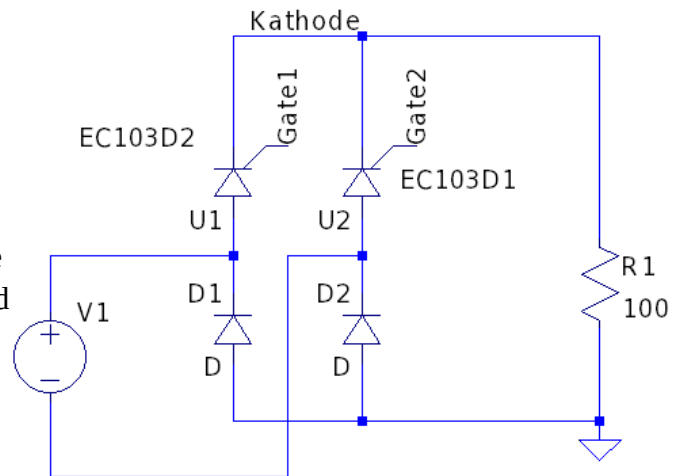 Kathode
Gate1
Gate2
EC103D2
EC103D1
U1
U2
e
d
V1
D1
D2
R1
100
D
D